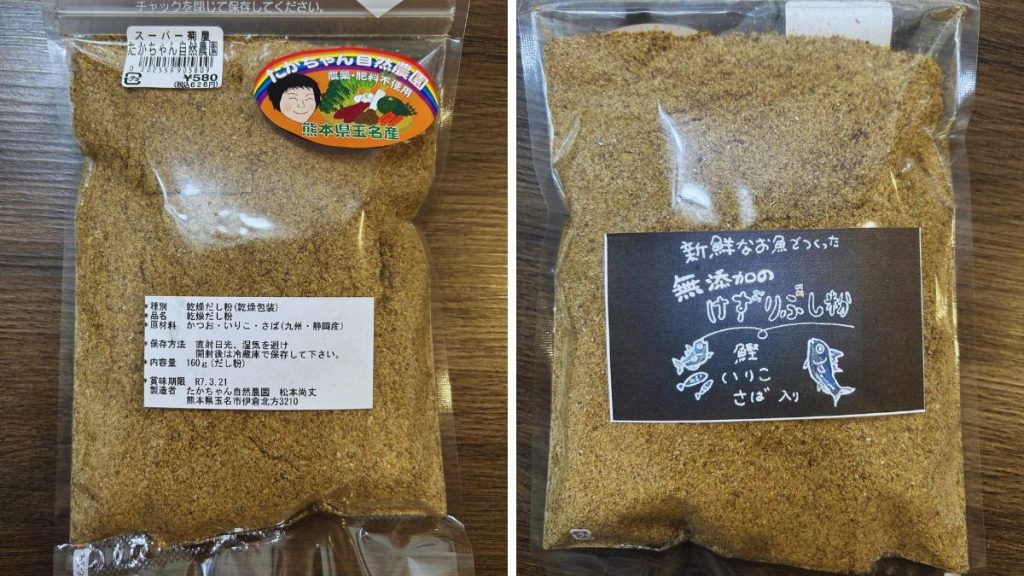 チャックを閉じて保存してください。
スーパー菊屋
たかちゃん自然農園
0 202559 905809
¥580
(税込626円)
たかちゃん自然農園
農薬・肥料不使用
熊本県玉名産
*種別 乾燥だし粉(乾燥包装)
*品名 乾燥だし粉
*原材料 かつお・いりこ・さば(九州・静岡産)
*保存方法 直射日光、湿気を避け
開封後は冷蔵庫で保存して下さい。
*内容量 160g(だし粉)
*賞味期限 R7.3.21
製造者 たかちゃん自然農園 松本尚丈
熊本県玉名市伊倉北方3210
新鮮なお魚でつくった
無添加の
けずりぶし粉
鰹
いりこ
さば入り